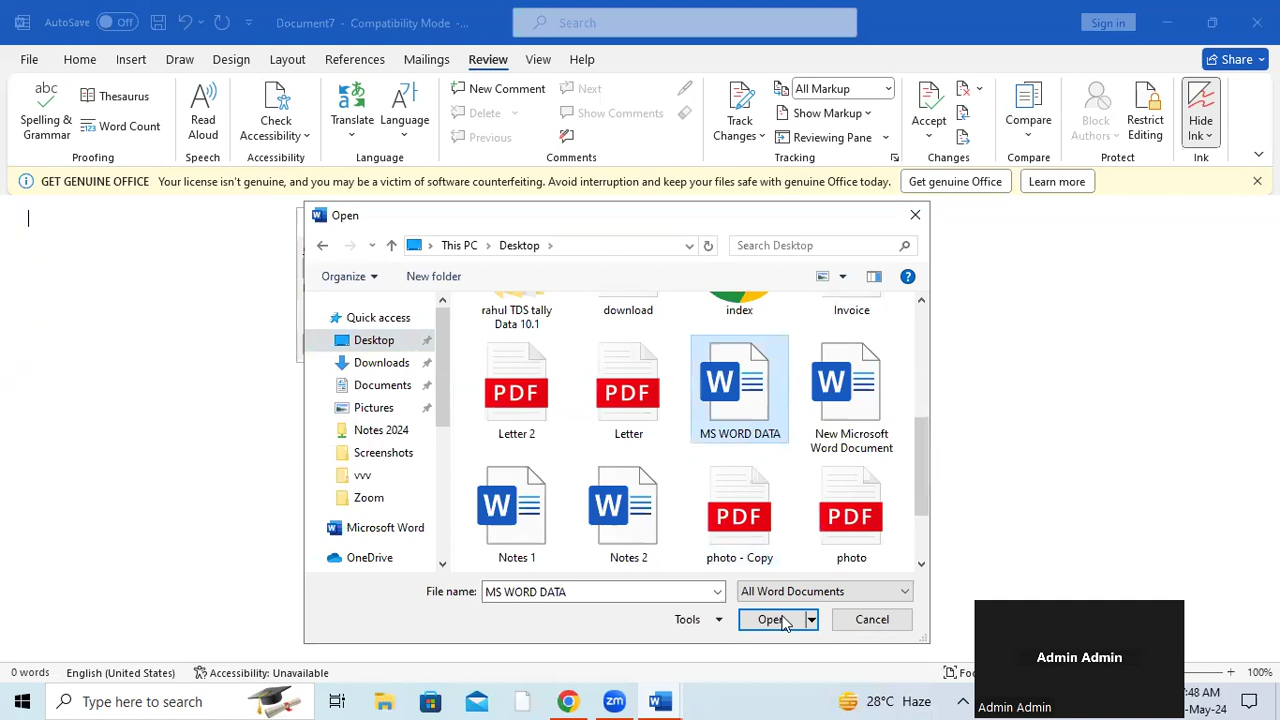 AutoSave Off Document7 - Compatibility Mode -... Search Sign in
File Home Insert Draw Design Layout References Mailings Review View Help Share
abc Spelling & Grammar
Thesaurus
Word Count
Proofing
Read Aloud
Speech
Check Accessibility
Accessibility
Translate
Language
Language
New Comment
Delete
Previous
Next
Show Comments
Comments
Track Changes
All Markup
Show Markup
Reviewing Pane
Tracking
Accept
Changes
Compare
Compare
Block Authors
Restrict Editing
Protect
Hide Ink
Ink
GET GENUINE OFFICE Your license isn't genuine, and you may be a victim of software counterfeiting. Avoid interruption and keep your files safe with genuine Office today. Get genuine Office Learn more
Open
This PC > Desktop > Search Desktop
Organize New folder
Quick access
Desktop
Downloads
Documents
Pictures
Notes 2024
Screenshots
vvv
Zoom
Microsoft Word
OneDrive
rahul TDS tally Data 10.1
download
index
Invoice
PDF
Letter 2
PDF
Letter
W
MS WORD DATA
W
New Microsoft Word Document
W
Notes 1
W
Notes 2
PDF
photo - Copy
PDF
photo
File name: MS WORD DATA All Word Documents
Tools Open Cancel
Admin Admin
Admin Admin
0 words English (United States) Accessibility: Unavailable 100%
Type here to search 28°C Haze